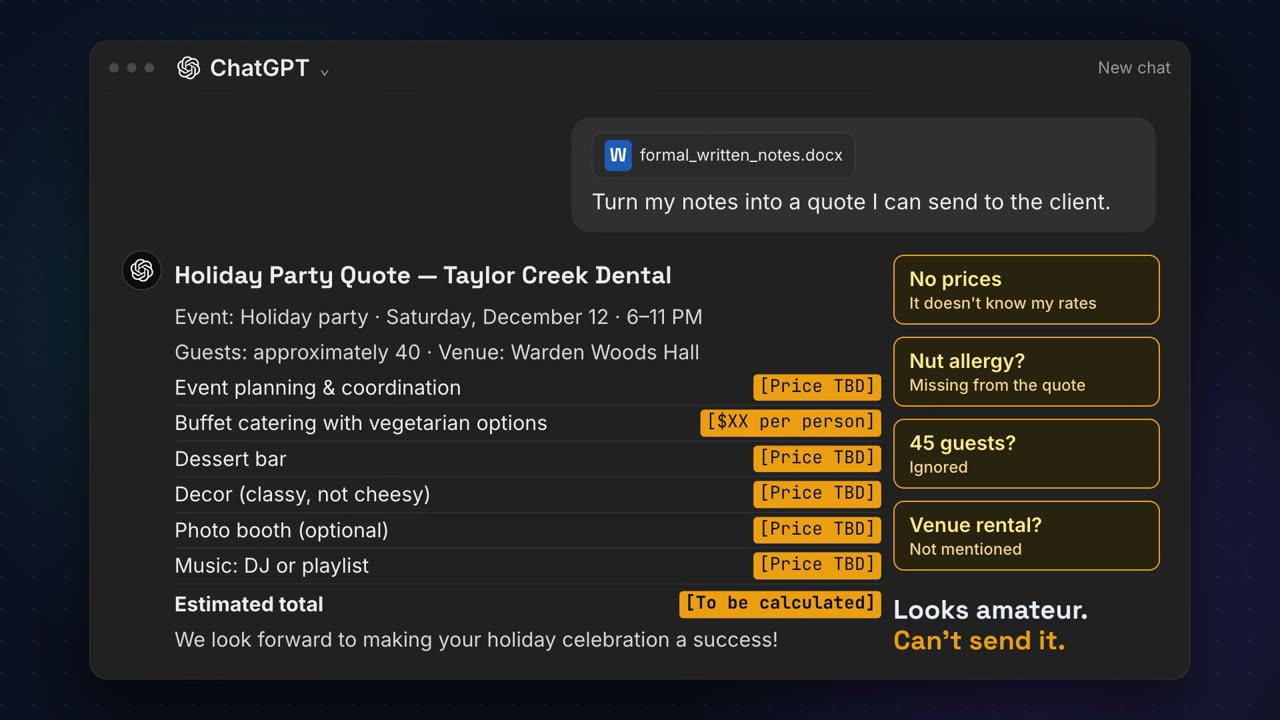 ChatGPT
New chat
W formal_written_notes.docx
Turn my notes into a quote I can send to the client.
Holiday Party Quote — Taylor Creek Dental
Event: Holiday party · Saturday, December 12 · 6–11 PM
Guests: approximately 40 · Venue: Warden Woods Hall
Event planning & coordination [Price TBD]
Buffet catering with vegetarian options [$XX per person]
Dessert bar [Price TBD]
Decor (classy, not cheesy) [Price TBD]
Photo booth (optional) [Price TBD]
Music: DJ or playlist [Price TBD]
Estimated total [To be calculated]
We look forward to making your holiday celebration a success!
No prices
It doesn't know my rates
Nut allergy?
Missing from the quote
45 guests?
Ignored
Venue rental?
Not mentioned
Looks amateur.
Can't send it.